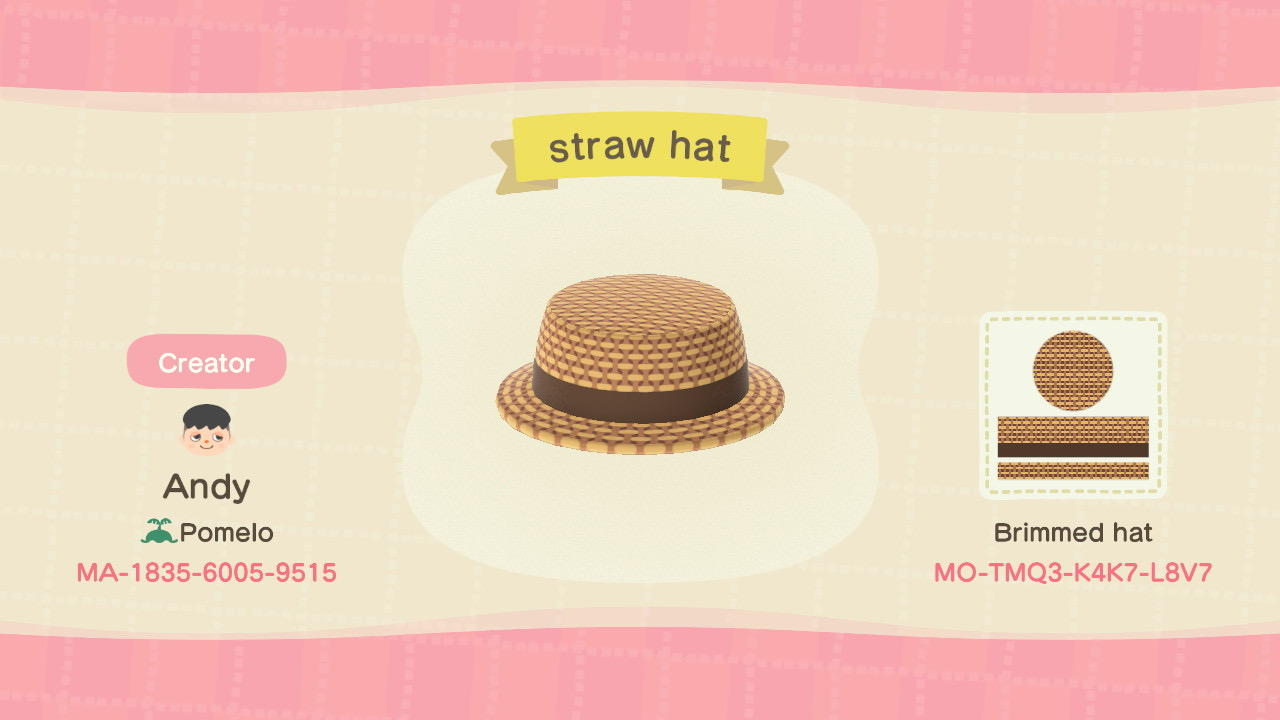 straw hat
Creator
Andy
Pomelo
MA-1835-6005-9515
Brimmed hat
MO-TMQ3-K4K7-L8V7